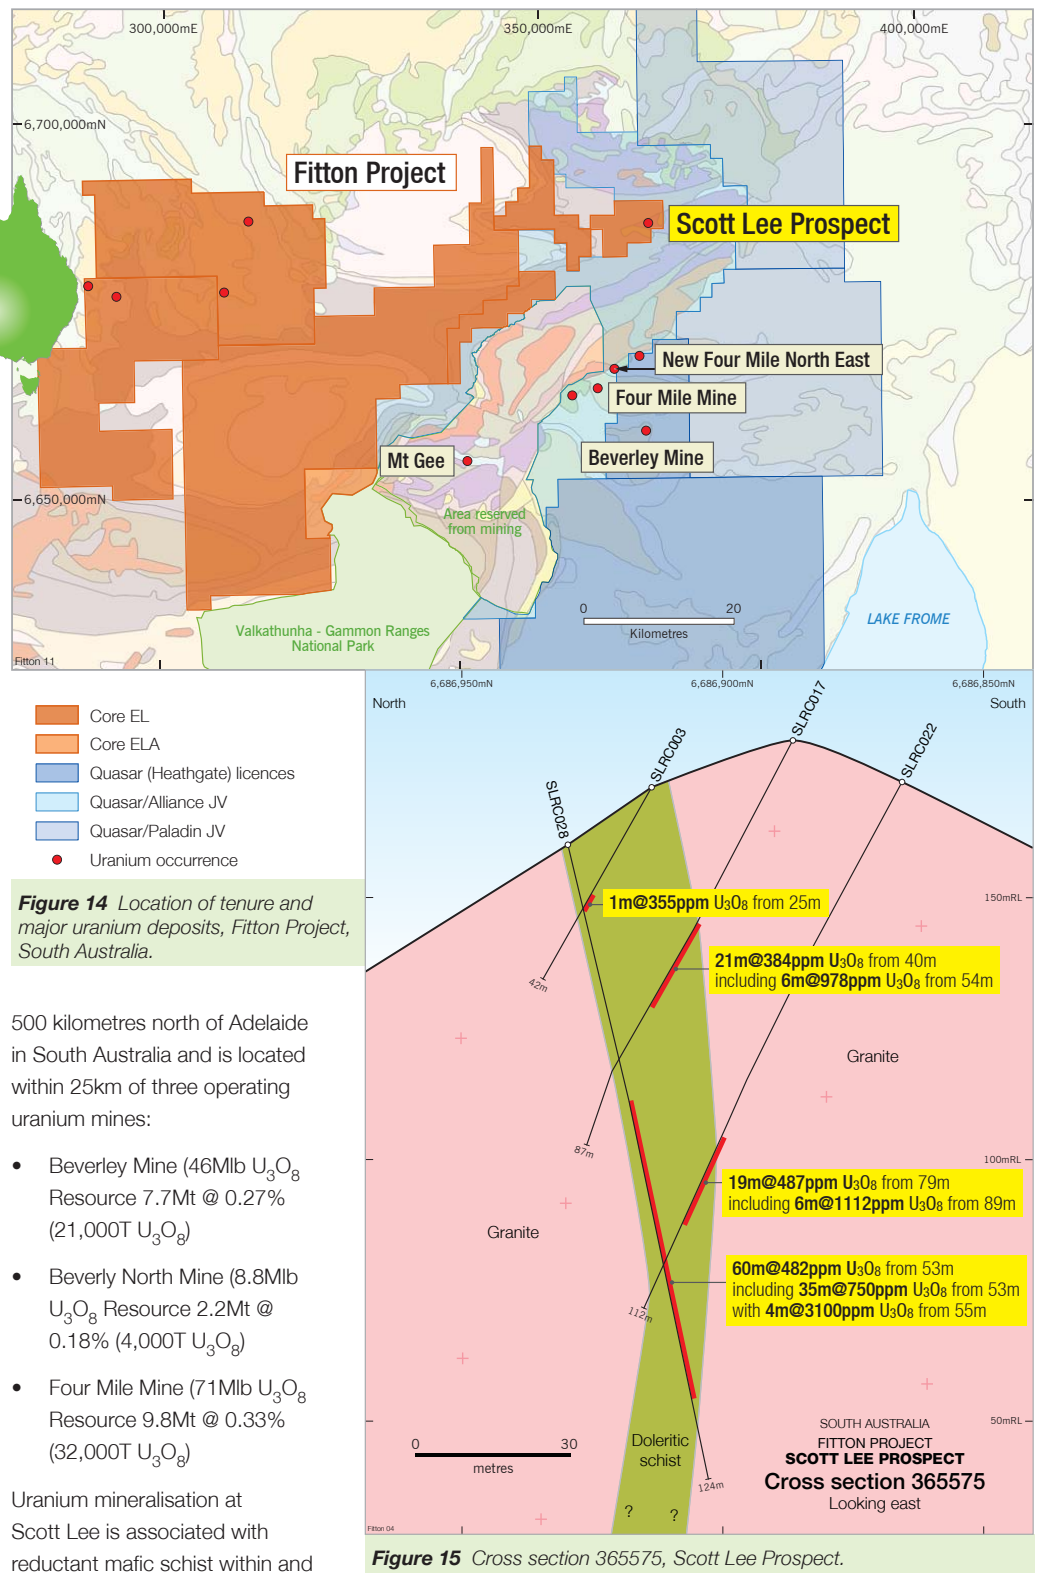 300,000mE
350,000mE
400,000mE
6,700,000mN
Fitton Project
Scott Lee Prospect
New Four Mile North East
Four Mile Mine
Mt Gee
Beverley Mine
6,650,000mN
Area reserved
from mining
0
20
Kilometres
LAKE FROME
Valkathunha - Gammon Ranges
National Park
Fitton 11
Core EL
Core ELA
Quasar (Heathgate) licences
Quasar/Alliance JV
Quasar/Paladin JV
Uranium occurrence
Figure 14 Location of tenure and
major uranium deposits, Fitton Project,
South Australia.
500 kilometres north of Adelaide
in South Australia and is located
within 25km of three operating
uranium mines:
• Beverley Mine (46Mlb U3O8
Resource 7.7Mt @ 0.27%
(21,000T U3O8)
• Beverly North Mine (8.8Mlb
U3O8 Resource 2.2Mt @
0.18% (4,000T U3O8)
• Four Mile Mine (71Mlb U3O8
Resource 9.8Mt @ 0.33%
(32,000T U3O8)
Uranium mineralisation at
Scott Lee is associated with
reductant mafic schist within and
6,686,950mN
6,686,900mN
6,686,850mN
North
South
SLRC028
SLRC003
SLRC017
SLRC022
1m@355ppm U3O8 from 25m
150mRL
21m@384ppm U3O8 from 40m
including 6m@978ppm U3O8 from 54m
42m
Granite
87m
100mRL
19m@487ppm U3O8 from 79m
including 6m@1112ppm U3O8 from 89m
Granite
60m@482ppm U3O8 from 53m
including 35m@750ppm U3O8 from 53m
with 4m@3100ppm U3O8 from 55m
112m
50mRL
0
30
metres
Doleritic
schist
124m
? ?
SOUTH AUSTRALIA
FITTON PROJECT
SCOTT LEE PROSPECT
Cross section 365575
Looking east
Fitton 04
Figure 15 Cross section 365575, Scott Lee Prospect.